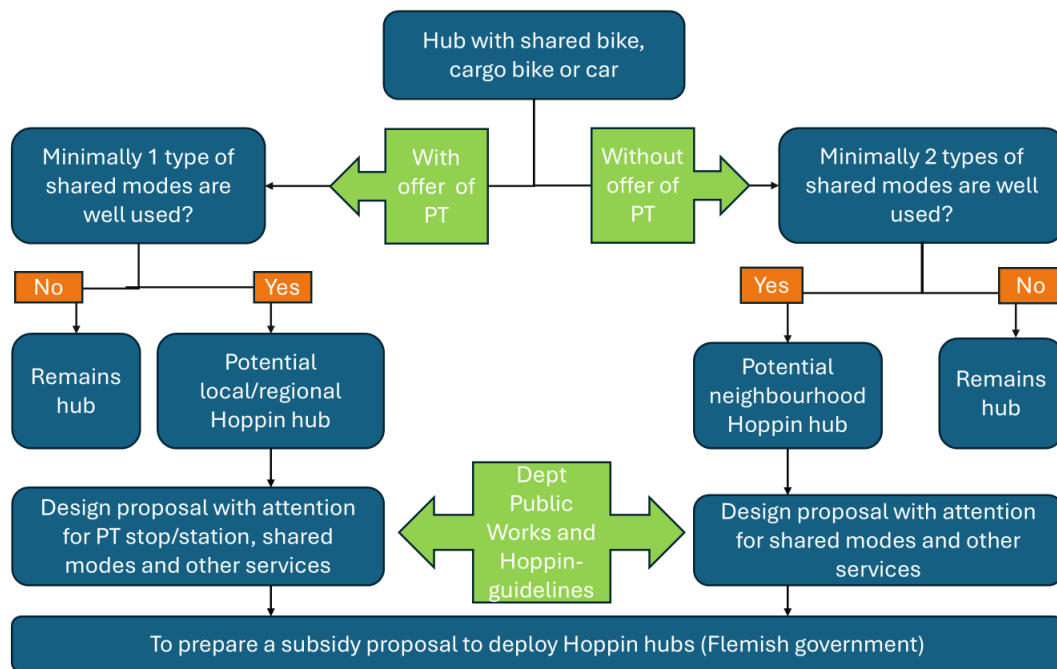 Hub with shared bike,
cargo bike or car
With
offer of
PT
Without
offer of
PT
Minimally 1 type of
shared modes are
well used?
Minimally 2 types of
shared modes are well
used?
No
Yes
Yes
No
Remains
hub
Potential
local/regional
Hoppin hub
Potential
neighbourhood
Hoppin hub
Remains
hub
Design proposal with attention
for PT stop/station, shared
modes and other services
Dept
Public
Works and
Hoppin-
guidelines
Design proposal with attention
for shared modes and other
services
To prepare a subsidy proposal to deploy Hoppin hubs (Flemish government)